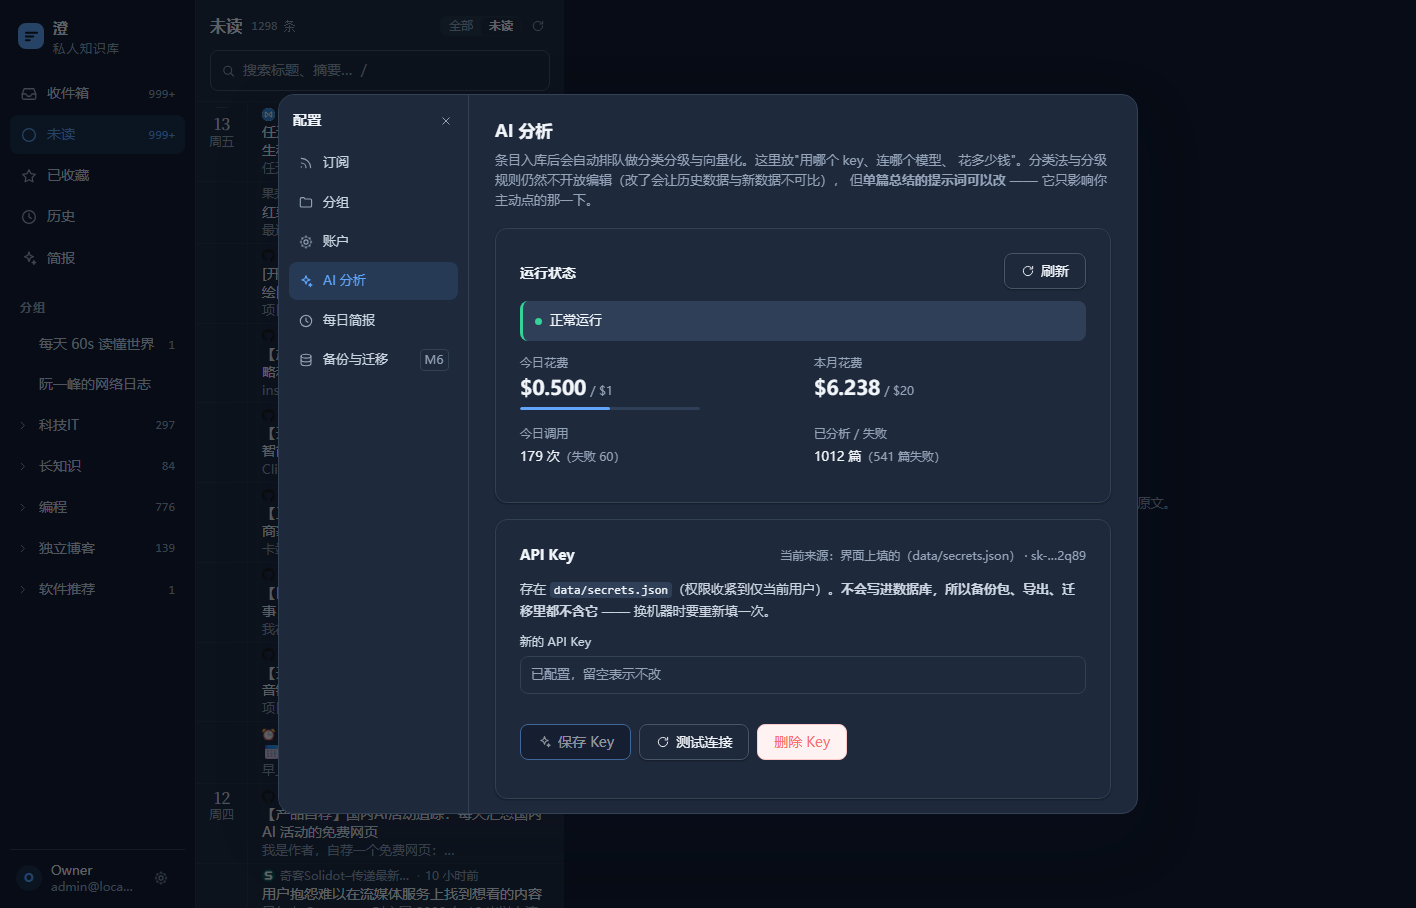 澄
私人知识库
收件箱 999+
未读 999+
已收藏
历史
简报
分组
每天 60s 读懂世界 1
阮一峰的网络日志
科技IT 297
长知识 84
编程 776
独立博客 139
软件推荐 1
O
Owner
admin@loca...
未读 1298 条
全部 未读
搜索标题、摘要... /
13
周五
12
周四
【产品自荐】国内AI活动追踪：每天汇总国内
AI 活动的免费网页
我是作者，自荐一个免费网页：...
S 奇客Solidot–传递最新... · 10 小时前
用户抱怨难以在流媒体服务上找到想看的内容
原文。
配置
订阅
分组
账户
AI 分析
每日简报
备份与迁移 M6
AI 分析
条目入库后会自动排队做分类分级与向量化。这里放"用哪个 key、连哪个模型、 花多少钱"。分类法与分级
规则仍然不开放编辑（改了会让历史数据与新数据不可比）， 但单篇总结的提示词可以改 —— 它只影响你
主动点的那一下。
运行状态
刷新
正常运行
今日花费
$0.500 / $1
本月花费
$6.238 / $20
今日调用
179 次（失败 60）
已分析 / 失败
1012 篇（541 篇失败）
API Key
当前来源：界面上填的（data/secrets.json） · sk-...2q89
存在 data/secrets.json（权限收紧到仅当前用户）。不会写进数据库，所以备份包、导出、迁
移里都不含它 —— 换机器时要重新填一次。
新的 API Key
已配置，留空表示不改
保存 Key
测试连接
删除 Key